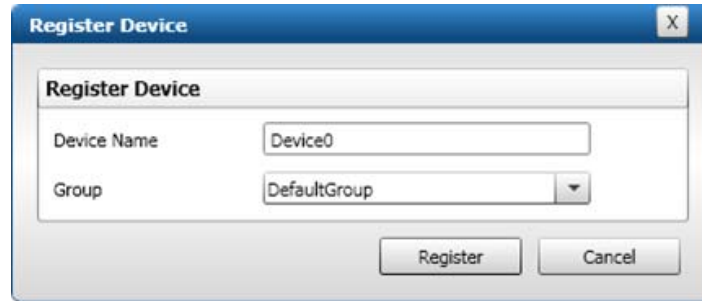 Register Device
X
Register Device
Device Name Device0
Group DefaultGroup
Register Cancel